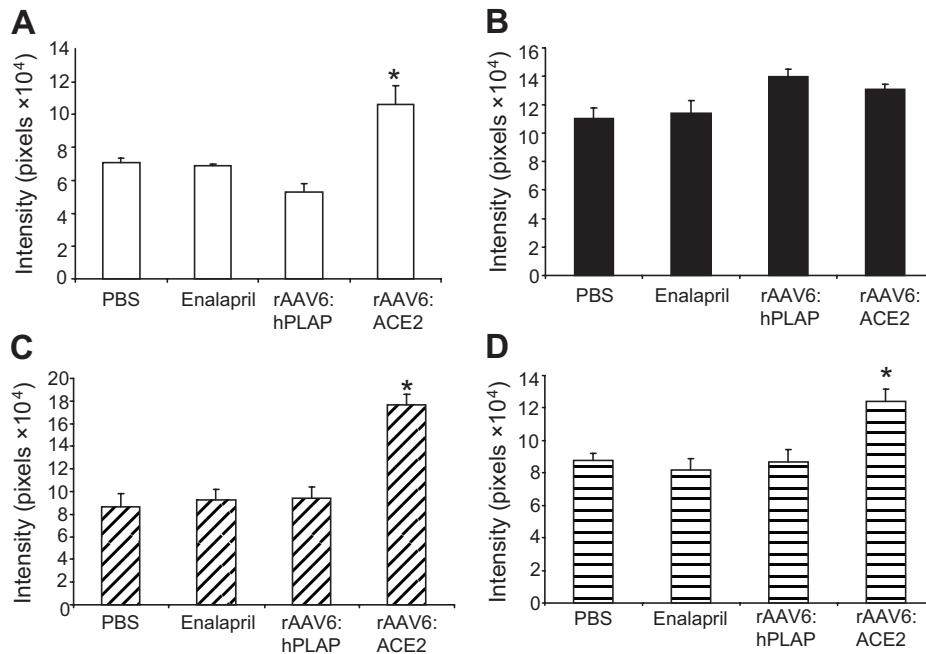 A
Intensity (pixels ×10⁴)
14
12
10
8
6
4
2
0
*
PBS
Enalapril
rAAV6:
hPLAP
rAAV6:
ACE2
B
Intensity (pixels ×10⁴)
16
14
12
10
8
6
4
2
0
PBS
Enalapril
rAAV6:
hPLAP
rAAV6:
ACE2
C
Intensity (pixels ×10⁴)
20
18
16
14
12
10
8
6
4
2
0
*
PBS
Enalapril
rAAV6:
hPLAP
rAAV6:
ACE2
D
Intensity (pixels ×10⁴)
14
12
10
8
6
4
2
0
*
PBS
Enalapril
rAAV6:
hPLAP
rAAV6:
ACE2